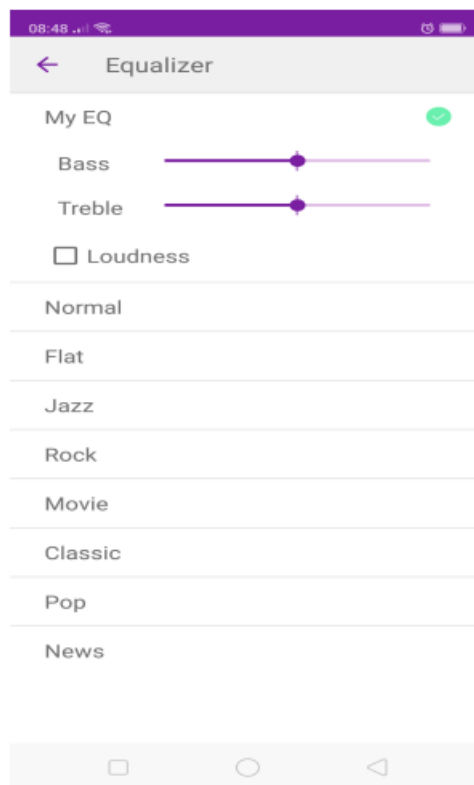 08:48
Equalizer
My EQ
Bass
Treble
Loudness
Normal
Flat
Jazz
Rock
Movie
Classic
Pop
News